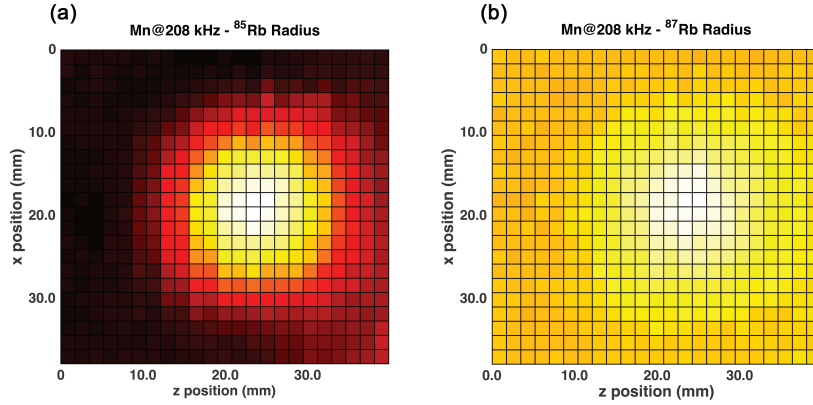 (a)
Mn@208 kHz - ⁸⁵Rb Radius
0
10.0
20.0
30.0
x position (mm)
0 10.0 20.0 30.0
z position (mm)
(b)
Mn@208 kHz - ⁸⁷Rb Radius
0
10.0
20.0
30.0
x position (mm)
0.0 10.0 20.0 30.0
z position (mm)